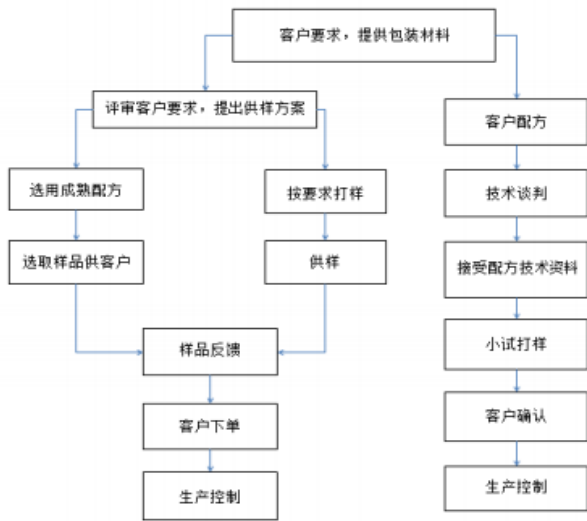 客户要求，提供包装材料
评审客户要求，提出供样方案
客户配方
选用成熟配方
按要求打样
技术谈判
选取样品供客户
供样
接受配方技术资料
样品反馈
小试打样
客户下单
客户确认
生产控制
生产控制